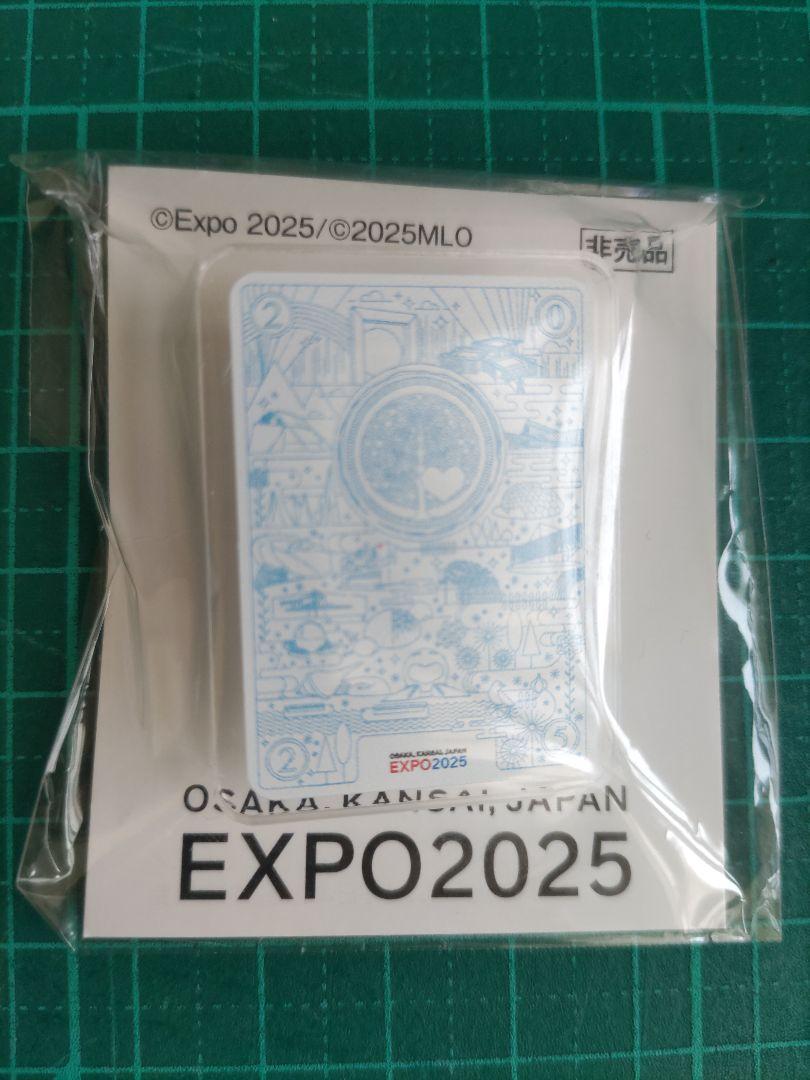 ©Expo 2025/©2025MLO
非売品
2
0
2
5
OSAKA, KANSAI, JAPAN
EXPO2025
OSAKA, KANSAI, JAPAN
EXPO2025